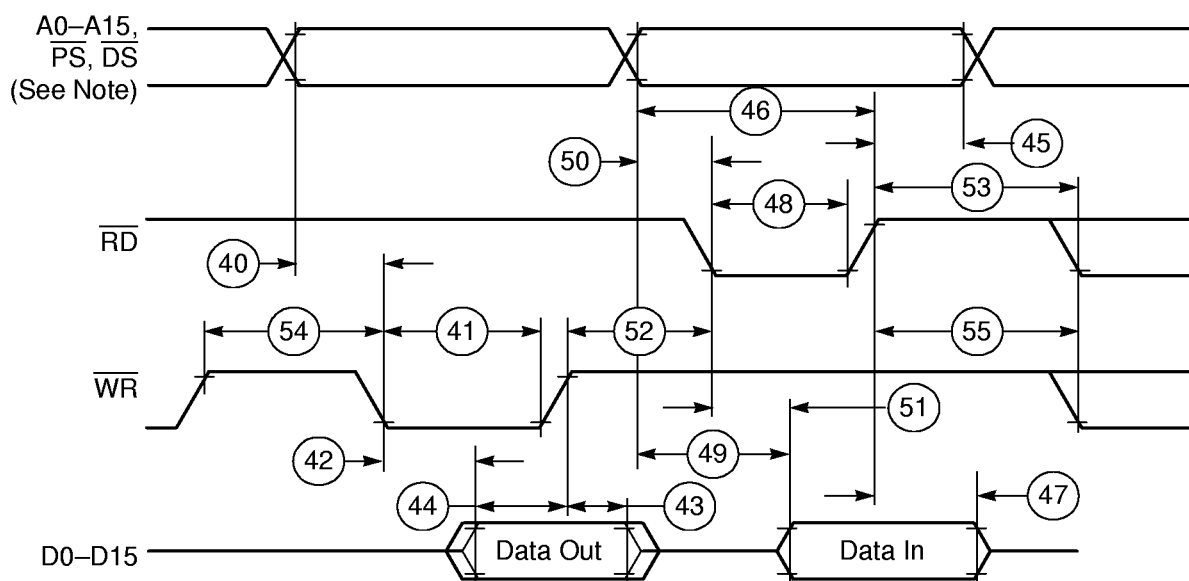 A0–A15,
PS, DS
(See Note)
46
50
45
48
53
RD
40
54
41
52
55
WR
51
42
49
44
43
47
D0–D15
Data Out
Data In